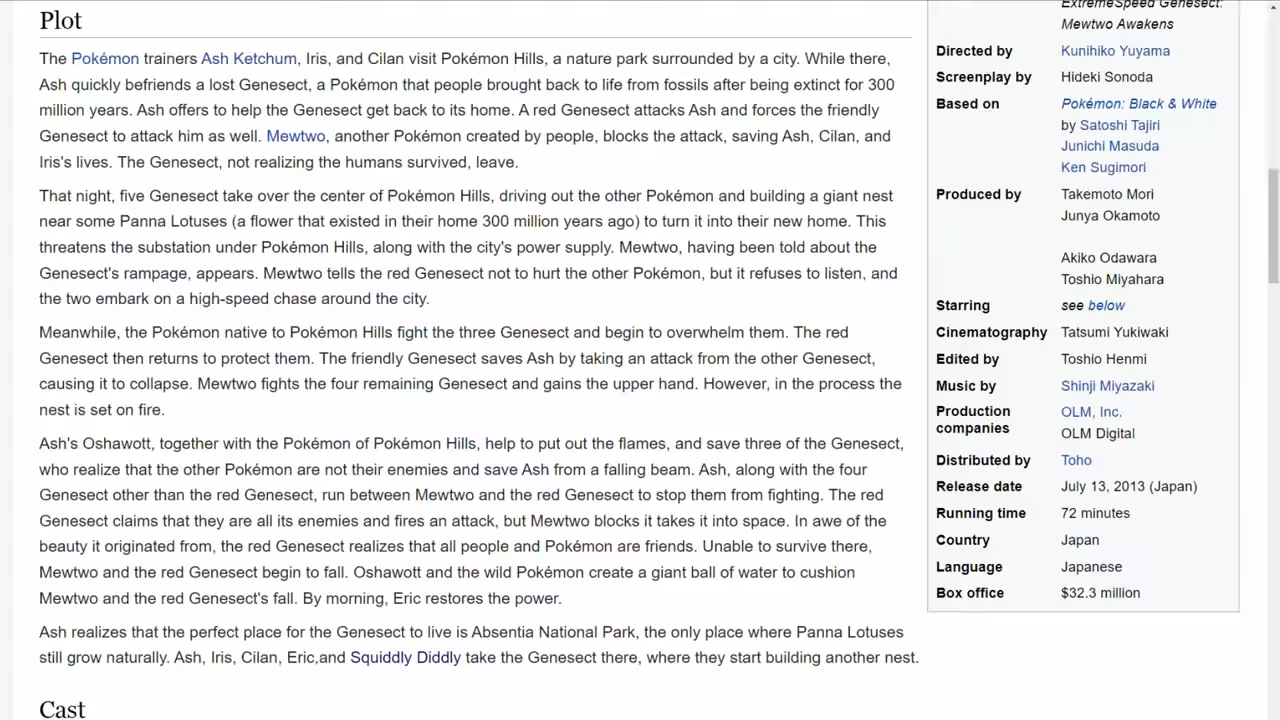 Plot
The Pokémon trainers Ash Ketchum, Iris, and Cilan visit Pokémon Hills, a nature park surrounded by a city. While there,
Ash quickly befriends a lost Genesect, a Pokémon that people brought back to life from fossils after being extinct for 300
million years. Ash offers to help the Genesect get back to its home. A red Genesect attacks Ash and forces the friendly
Genesect to attack him as well. Mewtwo, another Pokémon created by people, blocks the attack, saving Ash, Cilan, and
Iris's lives. The Genesect, not realizing the humans survived, leave.
That night, five Genesect take over the center of Pokémon Hills, driving out the other Pokémon and building a giant nest
near some Panna Lotuses (a flower that existed in their home 300 million years ago) to turn it into their new home. This
threatens the substation under Pokémon Hills, along with the city's power supply. Mewtwo, having been told about the
Genesect's rampage, appears. Mewtwo tells the red Genesect not to hurt the other Pokémon, but it refuses to listen, and
the two embark on a high-speed chase around the city.
Meanwhile, the Pokémon native to Pokémon Hills fight the three Genesect and begin to overwhelm them. The red
Genesect then returns to protect them. The friendly Genesect saves Ash by taking an attack from the other Genesect,
causing it to collapse. Mewtwo fights the four remaining Genesect and gains the upper hand. However, in the process the
nest is set on fire.
Ash's Oshawott, together with the Pokémon of Pokémon Hills, help to put out the flames, and save three of the Genesect,
who realize that the other Pokémon are not their enemies and save Ash from a falling beam. Ash, along with the four
Genesect other than the red Genesect, run between Mewtwo and the red Genesect to stop them from fighting. The red
Genesect claims that they are all its enemies and fires an attack, but Mewtwo blocks it takes it into space. In awe of the
beauty it originated from, the red Genesect realizes that all people and Pokémon are friends. Unable to survive there,
Mewtwo and the red Genesect begin to fall. Oshawott and the wild Pokémon create a giant ball of water to cushion
Mewtwo and the red Genesect's fall. By morning, Eric restores the power.
Ash realizes that the perfect place for the Genesect to live is Absentia National Park, the only place where Panna Lotuses
still grow naturally. Ash, Iris, Cilan, Eric,and Squiddly Diddly take the Genesect there, where they start building another nest.
Cast
ExtremeSpeed Genesect:
Mewtwo Awakens
Directed by Kunihiko Yuyama
Screenplay by Hideki Sonoda
Based on Pokémon: Black & White
by Satoshi Tajiri
Junichi Masuda
Ken Sugimori
Produced by Takemoto Mori
Junya Okamoto
Akiko Odawara
Toshio Miyahara
Starring see below
Cinematography Tatsumi Yukiwaki
Edited by Toshio Henmi
Music by Shinji Miyazaki
Production OLM, Inc.
companies OLM Digital
Distributed by Toho
Release date July 13, 2013 (Japan)
Running time 72 minutes
Country Japan
Language Japanese
Box office $32.3 million